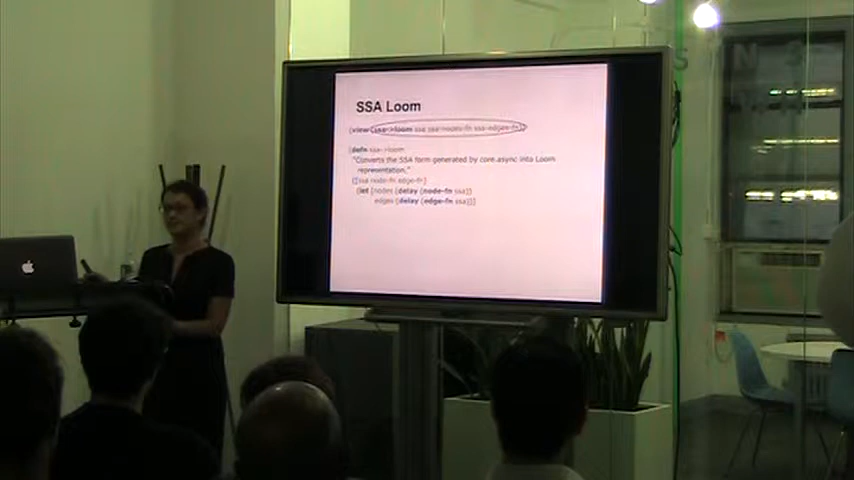 SSA Loom
(view (ssa->loom ssa ssa-nodes-fn ssa-edges-fn))
(defn ssa->loom
"Converts the SSA form generated by core.async into Loom
representation."
([ssa node-fn edge-fn]
(let [nodes (delay (node-fn ssa))
edges (delay (edge-fn ssa))]